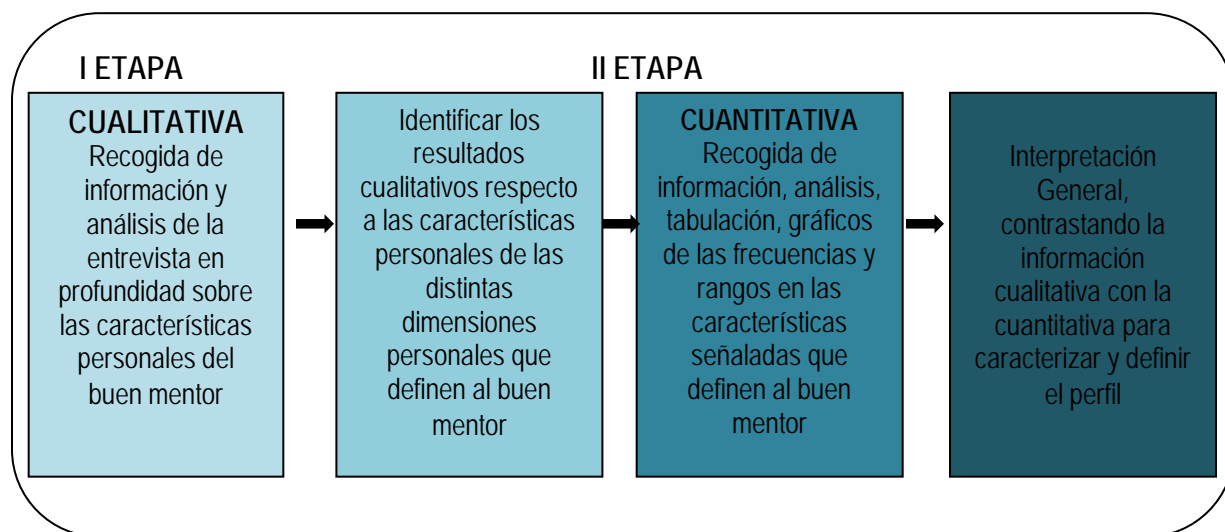 I ETAPA
II ETAPA
CUALITATIVA
Recogida de
información y
análisis de la
entrevista en
profundidad sobre
las características
personales del
buen mentor
Identificar los
resultados
cualitativos respecto
a las características
personales de las
distintas
dimensiones
personales que
definen al buen
mentor
CUANTITATIVA
Recogida de
información, análisis,
tabulación, gráficos
de las frecuencias y
rangos en las
características
señaladas que
definen al buen
mentor
Interpretación
General,
contrastando la
información
cualitativa con la
cuantitativa para
caracterizar y definir
el perfil